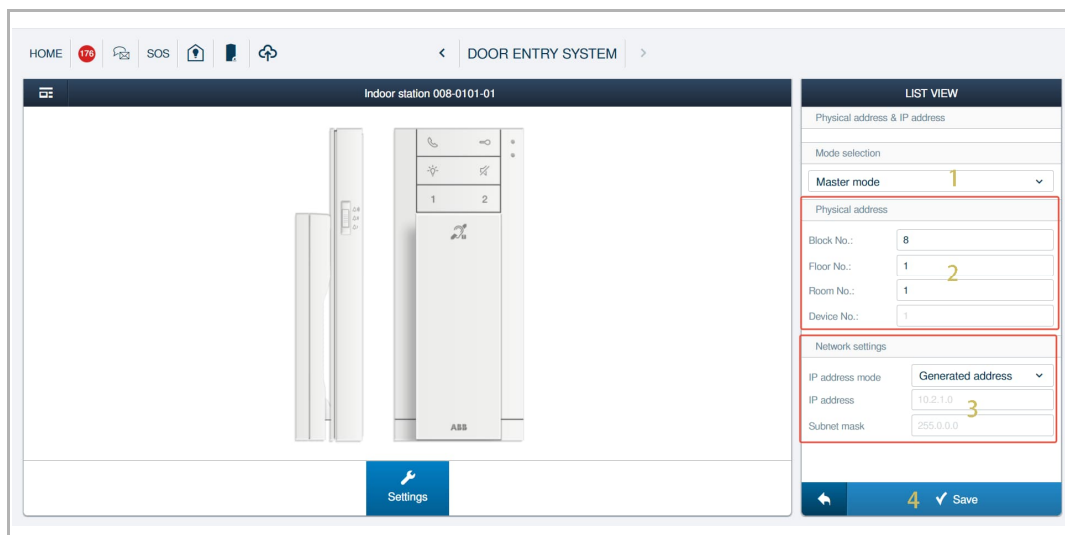 HOME 176 SOS DOOR ENTRY SYSTEM
Indoor station 008-0101-01
1 2
ABB
Settings
LIST VIEW
Physical address & IP address
Mode selection
Master mode 1
Physical address
Block No.: 8
Floor No.: 1
2
Room No.: 1
Device No.: 1
Network settings
IP address mode Generated address
IP address 10.2.1.0
3
Subnet mask 255.0.0.0
4 Save